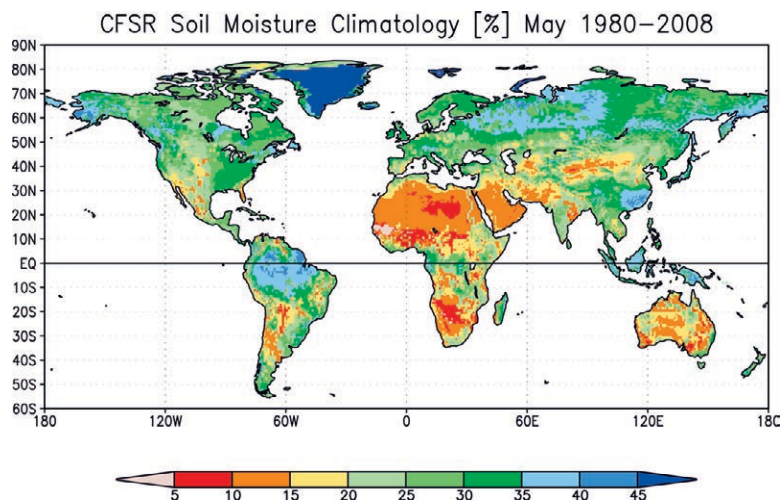 CFSR Soil Moisture Climatology [%] May 1980–2008
90N
80N
70N
60N
50N
40N
30N
20N
10N
EQ
10S
20S
30S
40S
50S
60S
180 120W 60W 0 60E 120E 180
5 10 15 20 25 30 35 40 45